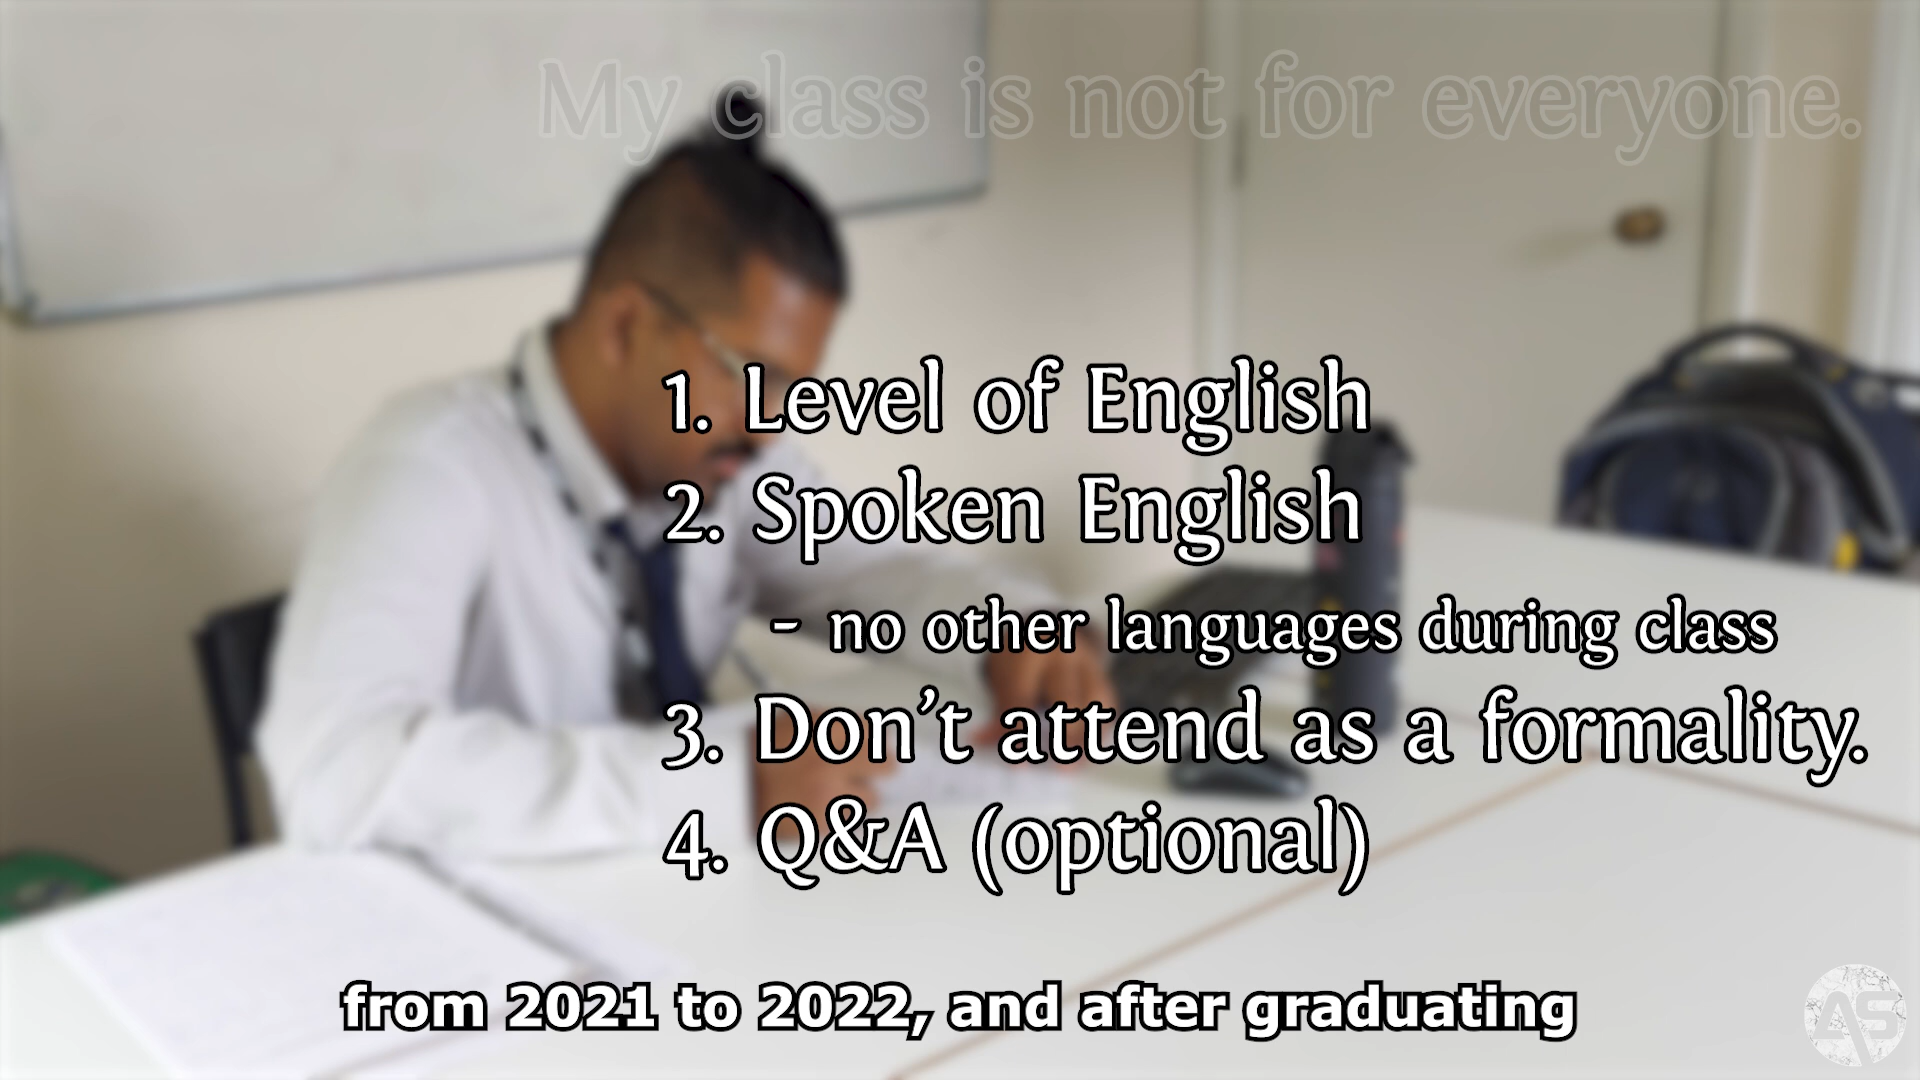 My class is not for everyone.
1. Level of English
2. Spoken English
- no other languages during class
3. Don't attend as a formality.
4. Q&A (optional)
from 2021 to 2022, and after graduating
AS